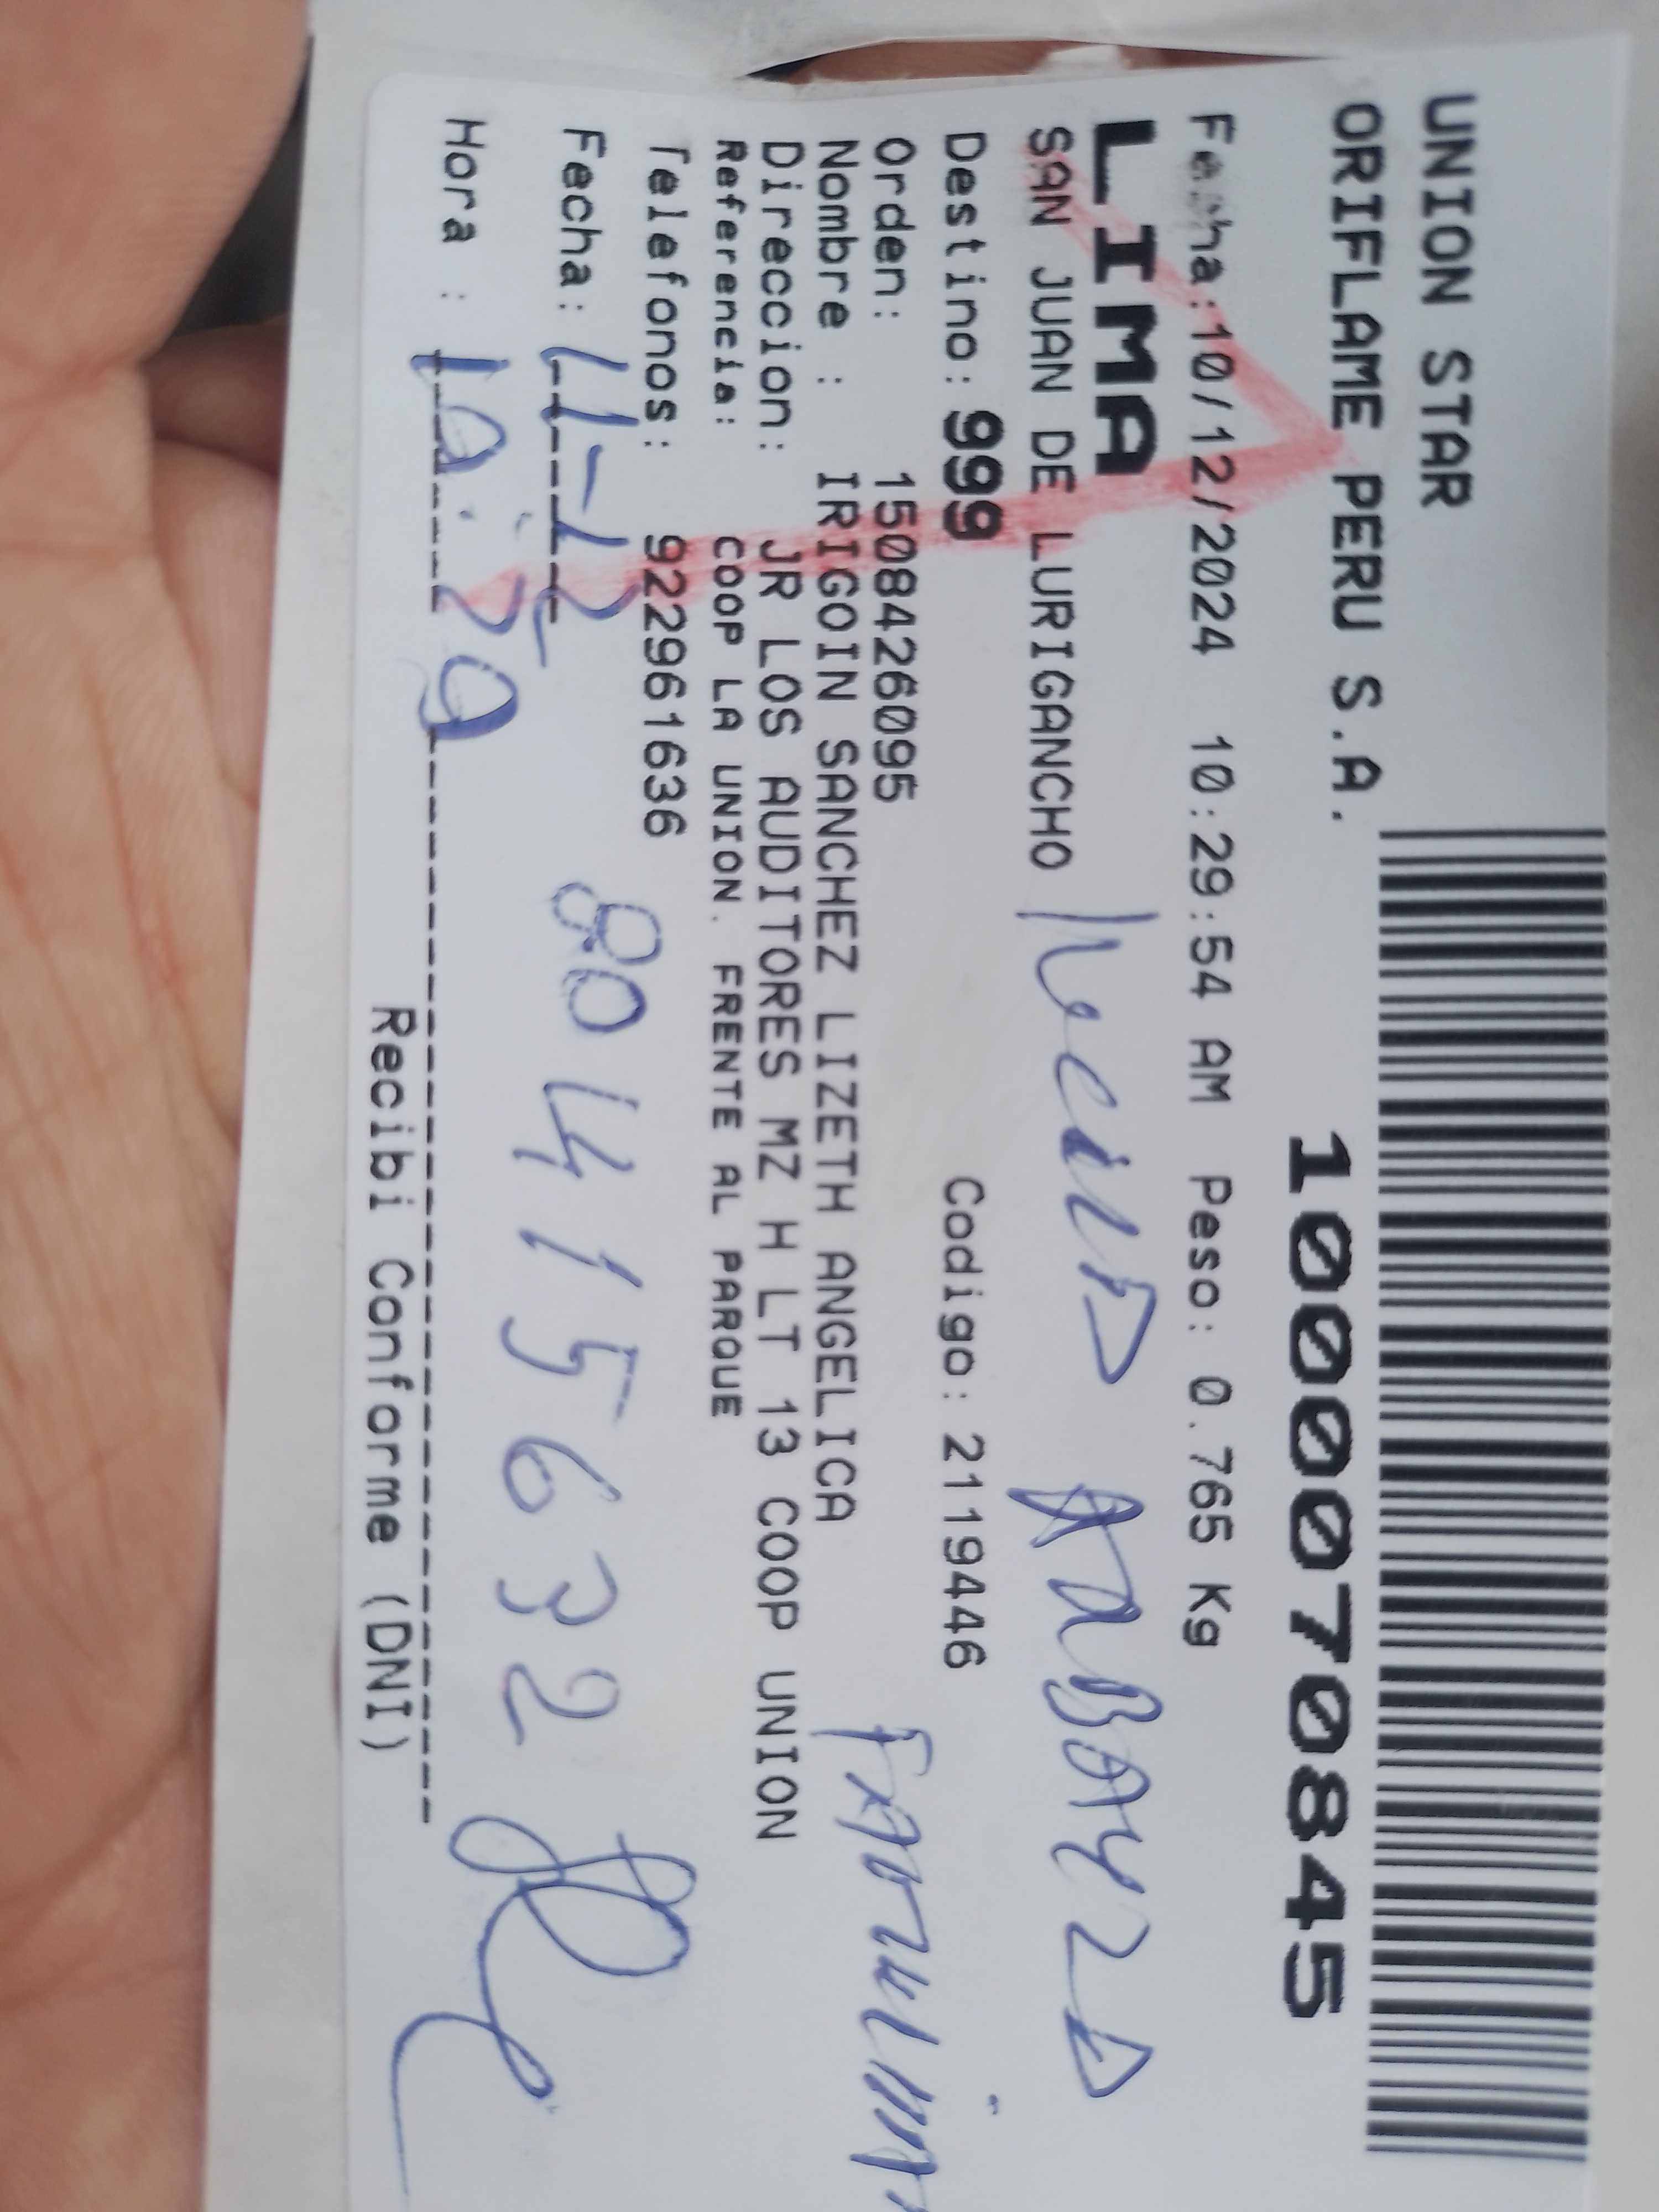 UNION STAR
ORIFLAME PERU S.A.
10000070845
Fecha:10/12/2024 10:29:54 AM Peso: 0.765 Kg
LIMA
SAN JUAN DE LURIGANCHO
Destino: 999 Codigo: 2119446
Orden: 15084260095
Nombre : IRIGOIN SANCHEZ LIZETH ANGELICA
Direccion: JR LOS AUDITORES MZ H LT 13 COOP UNION
Referencia: COOP LA UNION. FRENTE AL PARQUE
Telefonos: 922961636
Fecha: 11-12
80415632
Hora :
Recibi Conforme (DNI)